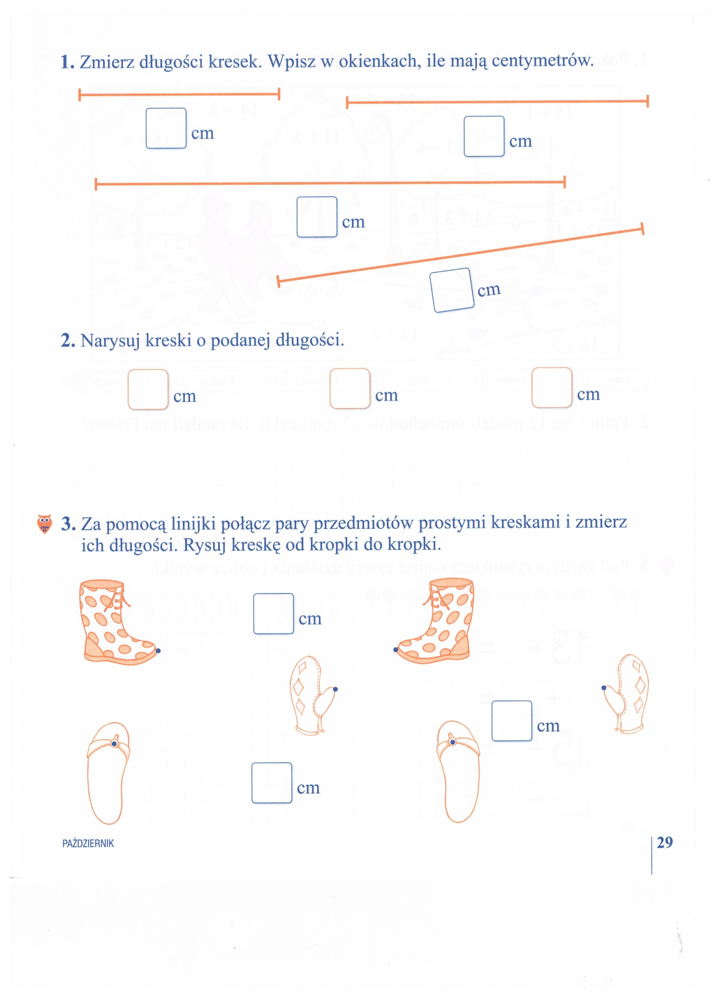 1. Zmierz długości kresek. Wpisz w okienkach, ile mają centymetrów.
cm
cm
cm
cm
2. Narysuj kreski o podanej długości.
cm cm cm
3. Za pomocą linijki połącz pary przedmiotów prostymi kreskami i zmierz
ich długości. Rysuj kreskę od kropki do kropki.
cm
cm
cm
PAŹDZIERNIK
29